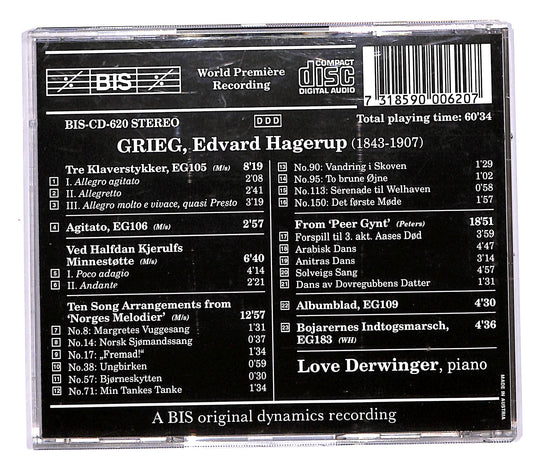 BIS
World Première
Recording
COMPACT
disc
DIGITAL AUDIO
7 318590 006207
BIS-CD-620 STEREO
DDD
Total playing time: 60'34
GRIEG, Edvard Hagerup (1843-1907)
Tre Klaverstykker, EG105 (M/s) 8'19
1 I. Allegro agitato 2'08
2 II. Allegretto 2'41
3 III. Allegro molto e vivace, quasi Presto 3'19
4 Agitato, EG106 (M/s) 2'57
Ved Halfdan Kjerulfs
Minnestøtte (M/s) 6'40
5 I. Poco adagio 4'14
6 II. Andante 2'21
Ten Song Arrangements from
'Norges Melodier' (M/s) 12'57
7 No.8: Margretes Vuggesang 1'31
8 No.14: Norsk Sjømandssang 0'37
9 No.17: „Fremad!“ 1'34
10 No.38: Ungbirken 0'59
11 No.57: Bjørneskytten 0'30
12 No.71: Min Tankes Tanke 1'34
13 No.90: Vandring i Skoven 1'29
14 No.95: To brune Øjne 1'02
15 No.113: Serenade til Welhaven 0'58
16 No.150: Det første Møde 1'57
From 'Peer Gynt' (Peters) 18'51
17 Forspill til 3. akt. Aases Død 3'59
18 Arabisk Dans 4'47
19 Anitras Dans 3'14
20 Solveigs Sang 4'57
21 Dans av Dovregubbens Datter 1'31
22 Albumblad, EG109 4'30
23 Bojarernes Indtogsmarsch, 4'36
EG183 (WH)
Love Derwinger, piano
MADE IN AUSTRIA
A BIS original dynamics recording